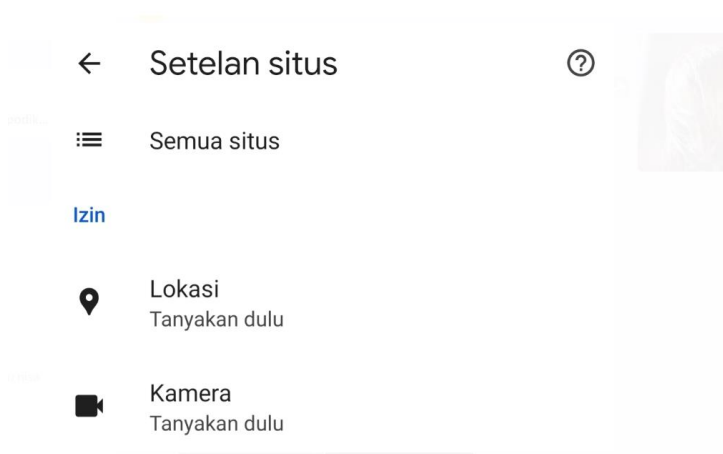 Setelan situs
Semua situs
Izin
Lokasi
Tanyakan dulu
Kamera
Tanyakan dulu